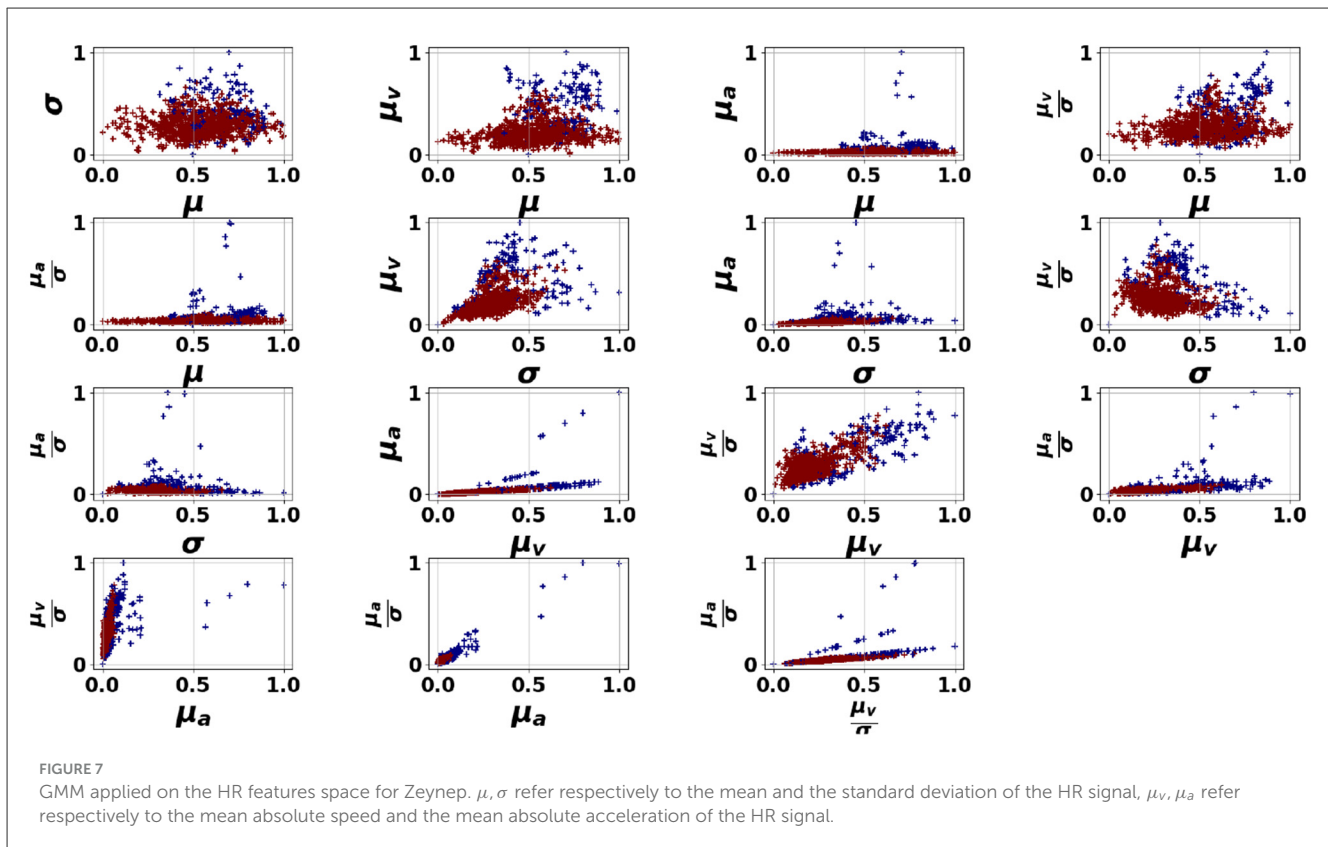 1 1 1 1
σ μᵥ μₐ μᵥ/σ
0 0 0 0
0.0 0.5 1.0 0.0 0.5 1.0 0.0 0.5 1.0 0.0 0.5 1.0
μ μ μ μ
1 1 1 1
μₐ/σ μᵥ μₐ μᵥ/σ
0 0 0 0
0.0 0.5 1.0 0.0 0.5 1.0 0.0 0.5 1.0 0.0 0.5 1.0
μ σ σ σ
1 1 1 1
μₐ/σ μₐ μᵥ/σ μₐ/σ
0 0 0 0
0.0 0.5 1.0 0.0 0.5 1.0 0.0 0.5 1.0 0.0 0.5 1.0
σ μᵥ μᵥ μᵥ
1 1 1
μᵥ/σ μₐ/σ μₐ/σ
0 0 0
0.0 0.5 1.0 0.0 0.5 1.0 0.0 0.5 1.0
μₐ μₐ μᵥ/σ
FIGURE 7
GMM applied on the HR features space for Zeynep. μ, σ refer respectively to the mean and the standard deviation of the HR signal, μᵥ, μₐ refer
respectively to the mean absolute speed and the mean absolute acceleration of the HR signal.